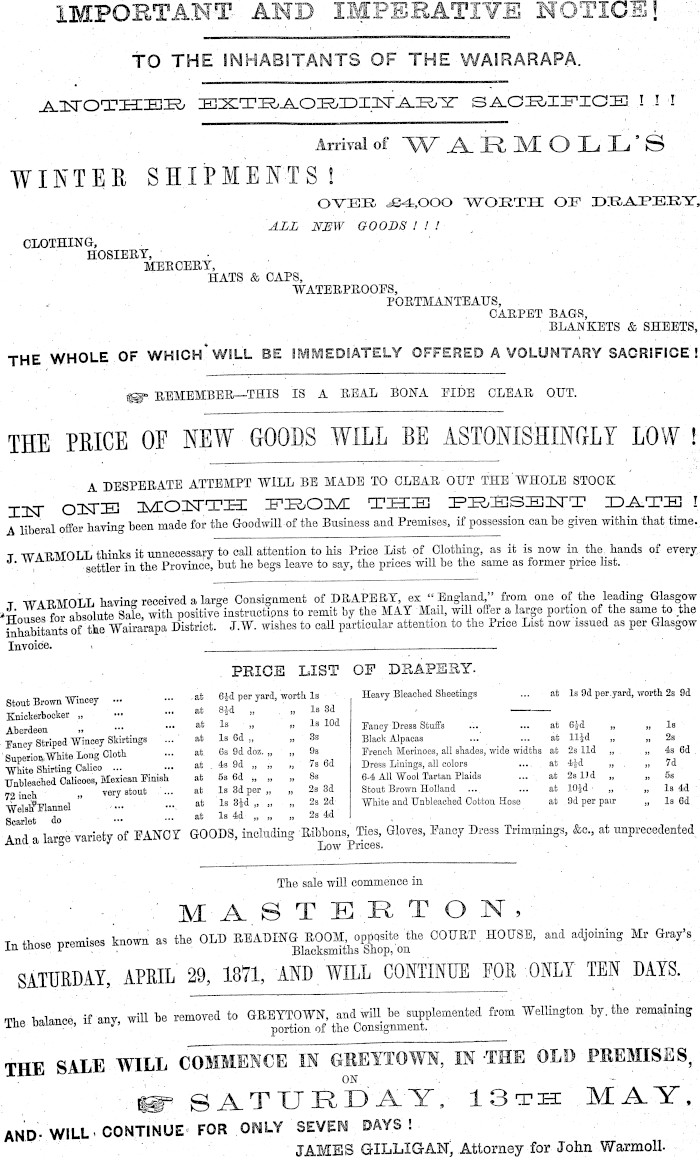 IMPORTANT AND IMPERATIVE NOTICE!
TO THE INHABITANTS OF THE WAIRARAPA.
ANOTHER EXTRAORDINARY SACRIFICE!!!
Arrival of WARMOLL'S
WINTER SHIPMENTS!
OVER £4,000 WORTH OF DRAPERY,
ALL NEW GOODS!!!
CLOTHING,
HOSIERY,
MERCERY,
HATS & CAPS,
WATERPROOFS,
PORTMANTEAUS,
CARPET BAGS,
BLANKETS & SHEETS,
THE WHOLE OF WHICH WILL BE IMMEDIATELY OFFERED A VOLUNTARY SACRIFICE!
☞ REMEMBER—THIS IS A REAL BONA FIDE CLEAR OUT.
THE PRICE OF NEW GOODS WILL BE ASTONISHINGLY LOW!
A DESPERATE ATTEMPT WILL BE MADE TO CLEAR OUT THE WHOLE STOCK
IN ONE MONTH FROM THE PRESENT DATE!
A liberal offer having been made for the Goodwill of the Business and Premises, if possession can be given within that time.
J. WARMOLL thinks it unnecessary to call attention to his Price List of Clothing, as it is now in the hands of every
settler in the Province, but he begs leave to say, the prices will be the same as former price list.
J. WARMOLL having received a large Consignment of DRAPERY, ex "England," from one of the leading Glasgow
Houses for absolute Sale, with positive instructions to remit by the MAY Mail, will offer a large portion of the same to the
inhabitants of the Wairarapa District. J.W. wishes to call particular attention to the Price List now issued as per Glasgow
Invoice.
PRICE LIST OF DRAPERY.
Stout Brown Wincey ... ... at 6½d per yard, worth 1s
Knickerbocker „ ... ... at 8½d „ „ 1s 3d
Aberdeen „ ... ... at 1s „ „ 1s 10d
Fancy Striped Wincey Skirtings ... at 1s 6d „ „ 3s
Superior White Long Cloth ... at 6s 9d doz. „ „ 9s
White Shirting Calico ... ... at 4s 9d „ „ „ 7s 6d
Unbleached Calicoes, Mexican Finish at 5s 6d „ „ „ 8s
72 inch „ very stout ... at 1s 3d per „ „ 2s 3d
Welsh Flannel ... ... at 1s 3½d „ „ „ 2s 2d
Scarlet do ... ... at 1s 4d „ „ „ 2s 4d
Heavy Bleached Sheetings ... at 1s 9d per yard, worth 2s 9d
Fancy Dress Stuffs ... ... at 6½d „ „ 1s
Black Alpacas ... ... at 11½d „ „ 2s
French Merinoes, all shades, wide widths at 2s 11d „ „ 4s 6d
Dress Linings, all colors ... at 4½d „ „ 7d
6-4 All Wool Tartan Plaids ... at 2s 11d „ „ 5s
Stout Brown Holland ... ... at 10½d „ „ 1s 4d
White and Unbleached Cotton Hose at 9d per pair „ 1s 6d
And a large variety of FANCY GOODS, including Ribbons, Ties, Gloves, Fancy Dress Trimmings, &c., at unprecedented
Low Prices.
The sale will commence in
MASTERTON,
In those premises known as the OLD READING ROOM, opposite the COURT HOUSE, and adjoining Mr Gray's
Blacksmiths Shop, on
SATURDAY, APRIL 29, 1871, AND WILL CONTINUE FOR ONLY TEN DAYS.
The balance, if any, will be removed to GREYTOWN, and will be supplemented from Wellington by the remaining
portion of the Consignment.
THE SALE WILL COMMENCE IN GREYTOWN, IN THE OLD PREMISES,
ON
☞ SATURDAY, 13TH MAY,
AND WILL CONTINUE FOR ONLY SEVEN DAYS!
JAMES GILLIGAN, Attorney for John Warmoll.